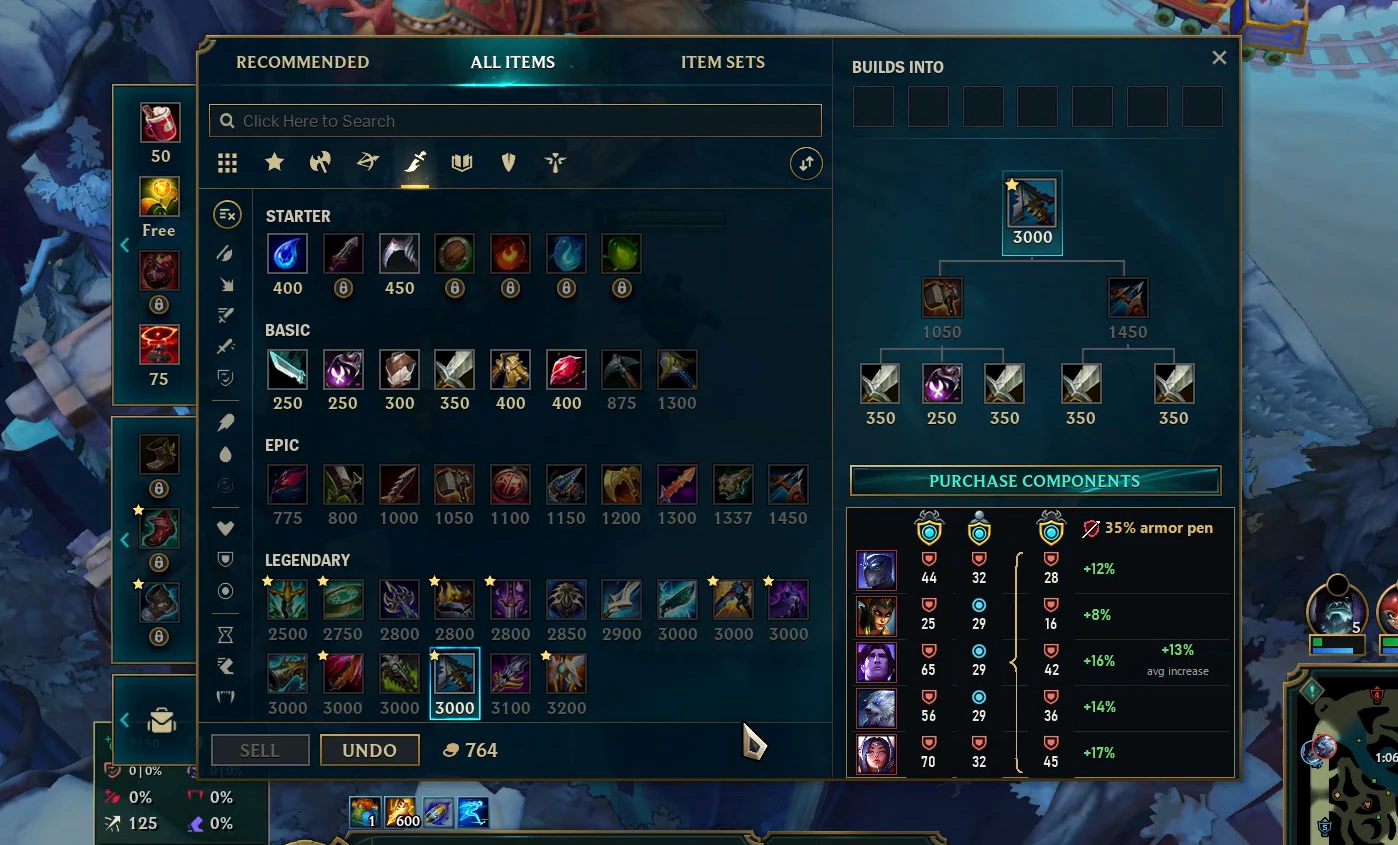 RECOMMENDED ALL ITEMS ITEM SETS
Click Here to Search
STARTER
400 450
BASIC
250 250 300 350 400 400 875 1300
EPIC
775 800 1000 1050 1100 1150 1200 1300 1337 1450
LEGENDARY
2500 2750 2800 2800 2800 2850 2900 3000 3000 3000
3000 3000 3000 3000 3100 3200
SELL UNDO 764
50
Free
75
BUILDS INTO
3000
1050 1450
350 250 350 350 350
PURCHASE COMPONENTS
35% armor pen
44 32 28 +12%
25 29 16 +8%
65 29 42 +16% +13%
avg increase
56 29 36 +14%
70 32 45 +17%
0|0%
0% 0%
125 0%
1 600
5
4
1:06
5